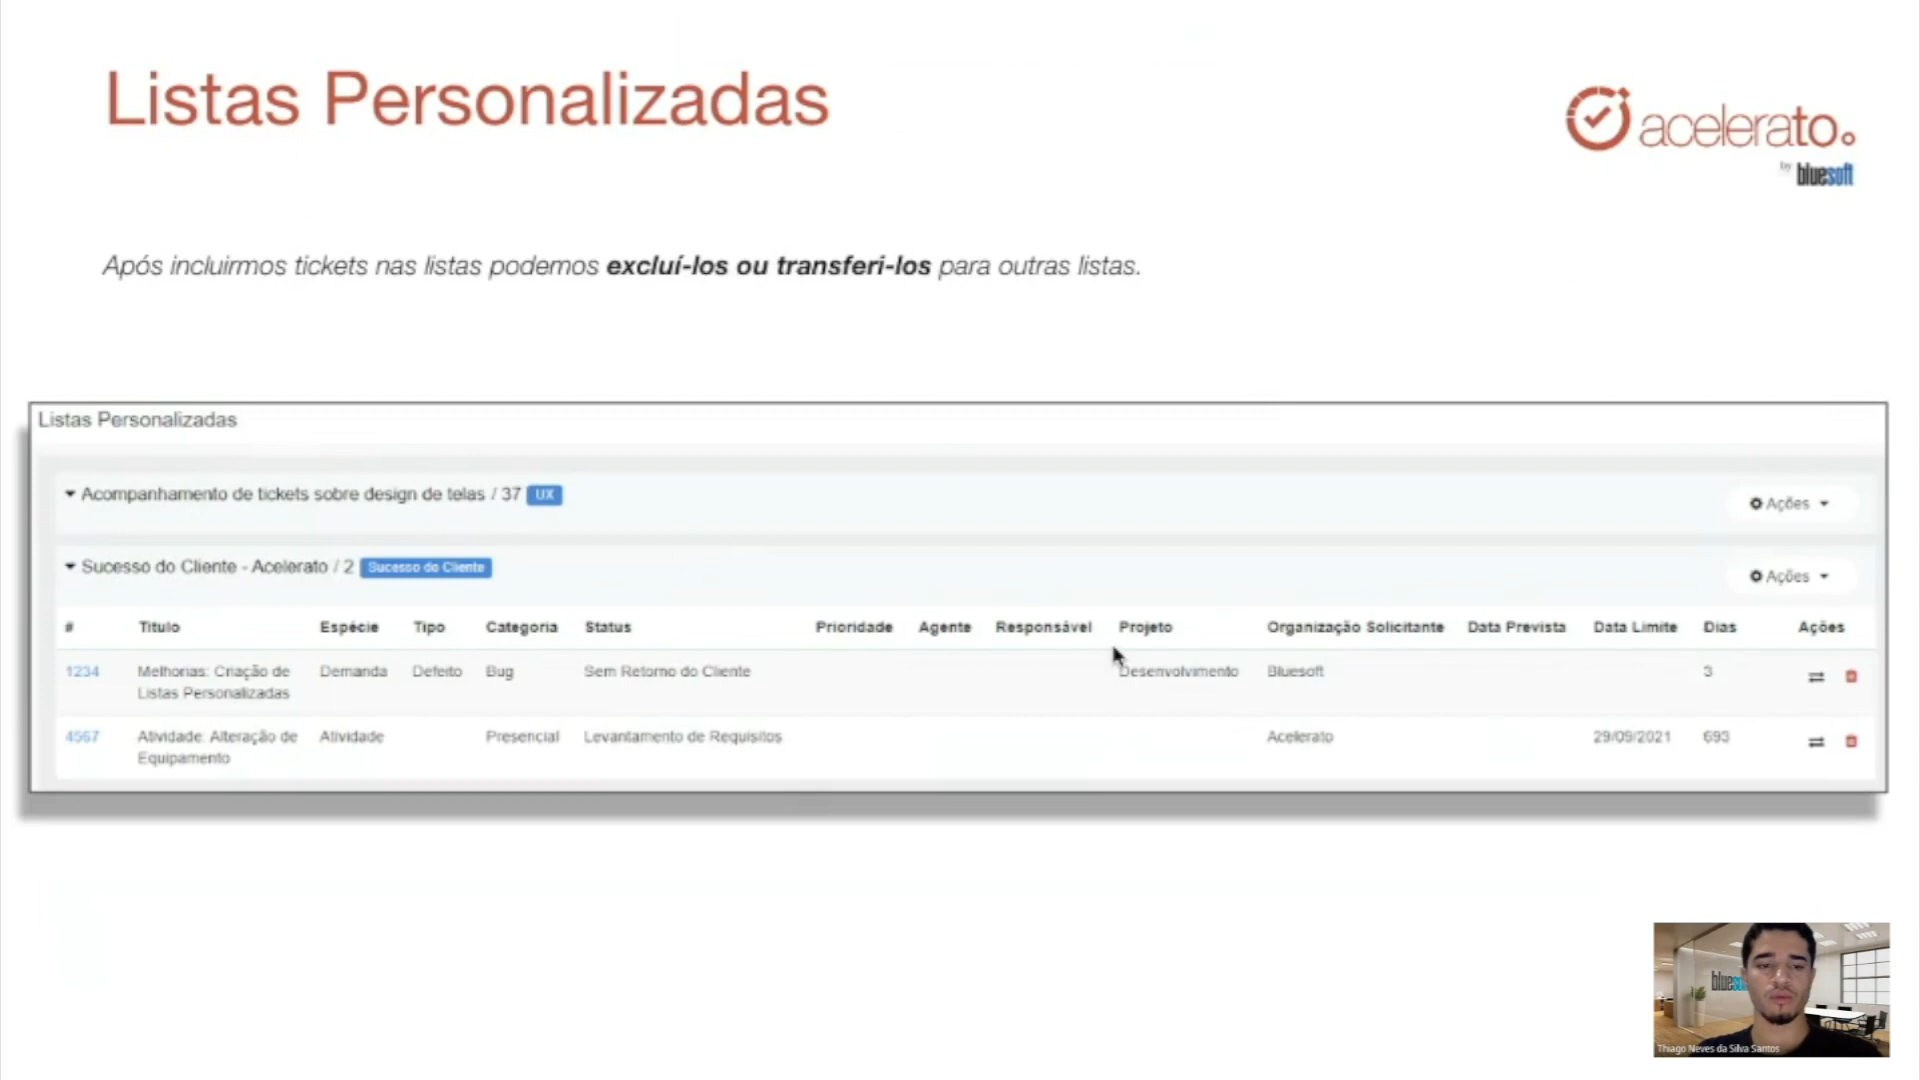 Listas Personalizadas
acelerato
by bluesoft
Após incluirmos tickets nas listas podemos excluí-los ou transferi-los para outras listas.
Listas Personalizadas
Acompanhamento de tickets sobre design de telas / 37 UX Ações
Sucesso do Cliente - Acelerato / 2 Sucesso do Cliente Ações
# Titulo Espécie Tipo Categoria Status Prioridade Agente Responsável Projeto Organização Solicitante Data Prevista Data Limite Dias Ações
1234 Melhorias: Criação de Demanda Defeito Bug Sem Retorno do Cliente Desenvolvimento Bluesoft 3
Listas Personalizadas
4567 Atividade: Alteração de Atividade Presencial Levantamento de Requisitos Acelerato 29/09/2021 693
Equipamento
Thiago Neves da Silva Santos